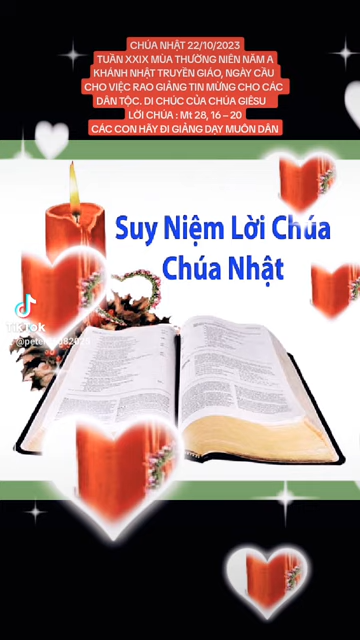 CHÚA NHẬT 22/10/2023
TUẦN XXIX MÙA THƯỜNG NIÊN NĂM A
KHÁNH NHẬT TRUYỀN GIÁO, NGÀY CẦU
CHO VIỆC RAO GIẢNG TIN MỪNG CHO CÁC
DÂN TỘC. DI CHÚC CỦA CHÚA GIÊSU
LỜI CHÚA : Mt 28, 16 – 20
CÁC CON HÃY ĐI GIẢNG DẠY MUÔN DÂN
Suy Niệm Lời Chúa
Chúa Nhật
TikTok